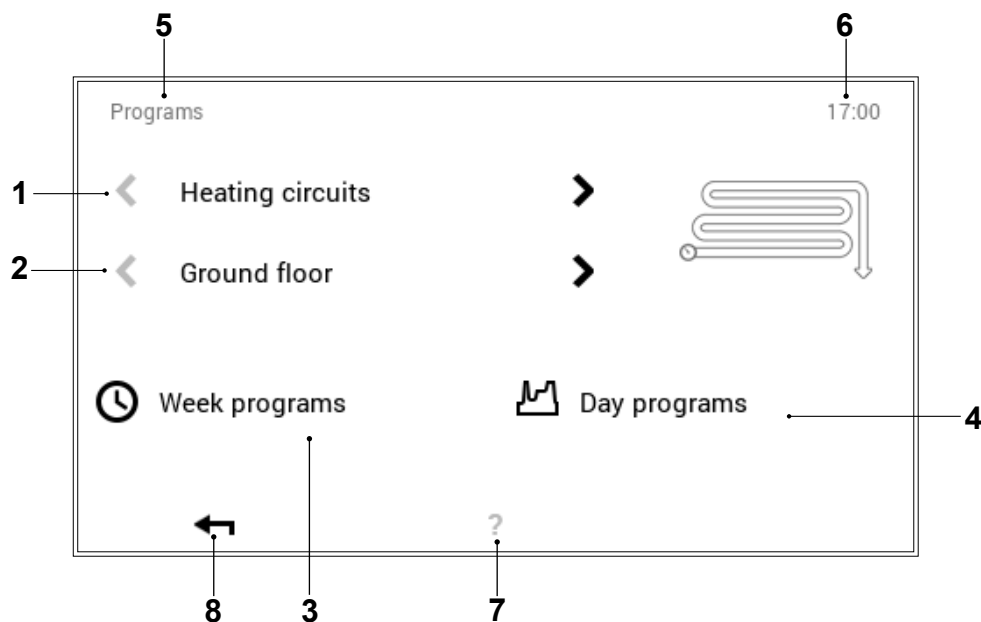 5 6
Programs 17:00
1 Heating circuits
2 Ground floor
Week programs Day programs 4
?
8 3 7